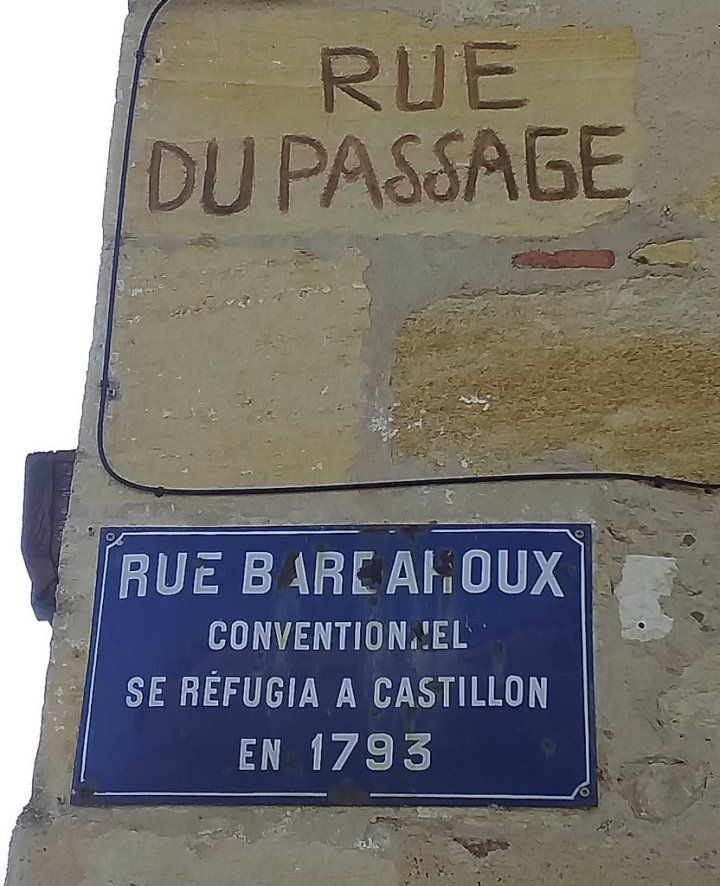 RUE
DU PASSAGE
RUE BARBAROUX
CONVENTIONNEL
SE RÉFUGIA A CASTILLON
EN 1793